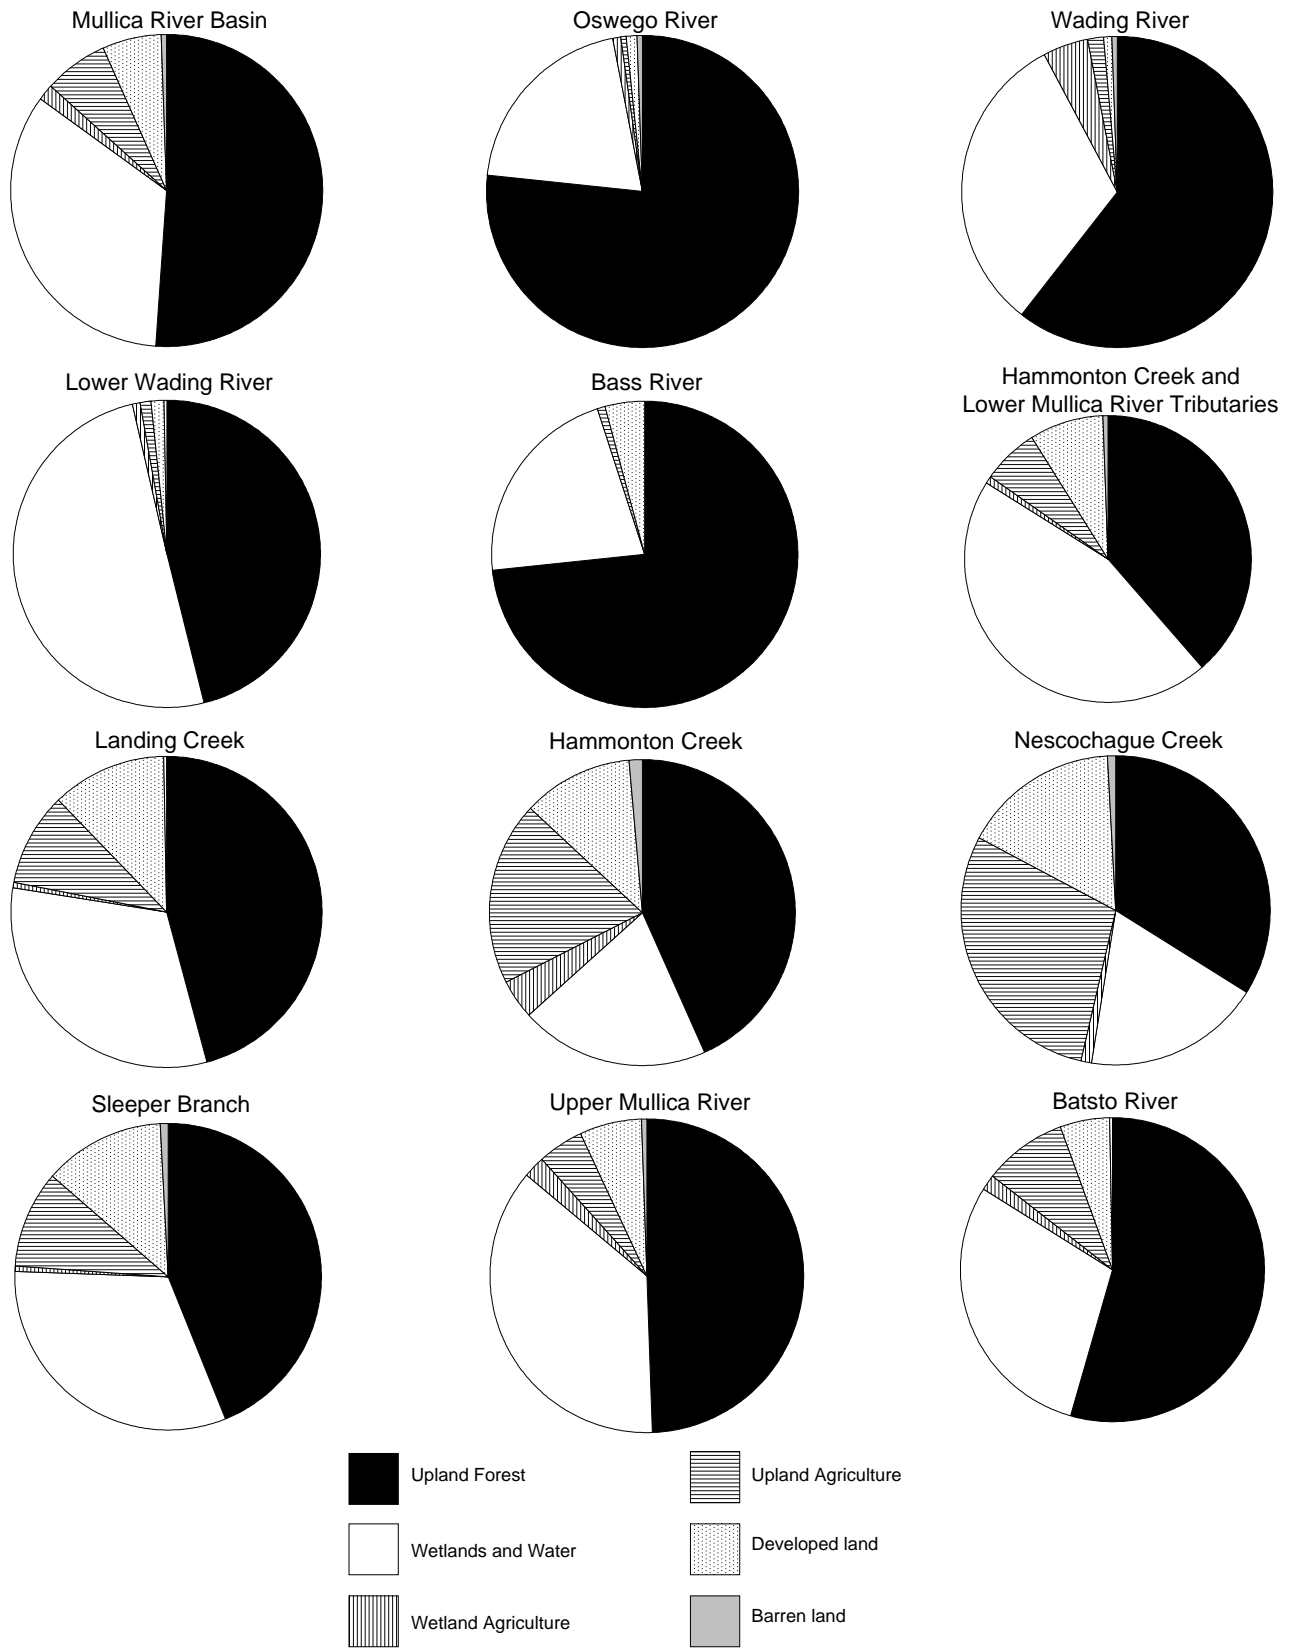 Mullica River Basin
Oswego River
Wading River
Lower Wading River
Bass River
Hammonton Creek and
Lower Mullica River Tributaries
Landing Creek
Hammonton Creek
Nescochague Creek
Sleeper Branch
Upper Mullica River
Batsto River
Upland Forest
Upland Agriculture
Wetlands and Water
Developed land
Wetland Agriculture
Barren land